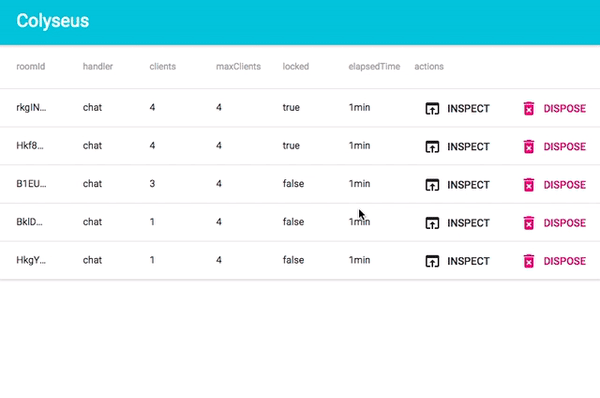 Colyseus
roomId handler clients maxClients locked elapsedTime actions
rkgIN... chat 4 4 true 1min INSPECT DISPOSE
Hkf8... chat 4 4 true 1min INSPECT DISPOSE
B1EU... chat 3 4 false 1min INSPECT DISPOSE
BklD... chat 1 4 false 1min INSPECT DISPOSE
HkgY... chat 1 4 false 1min INSPECT DISPOSE